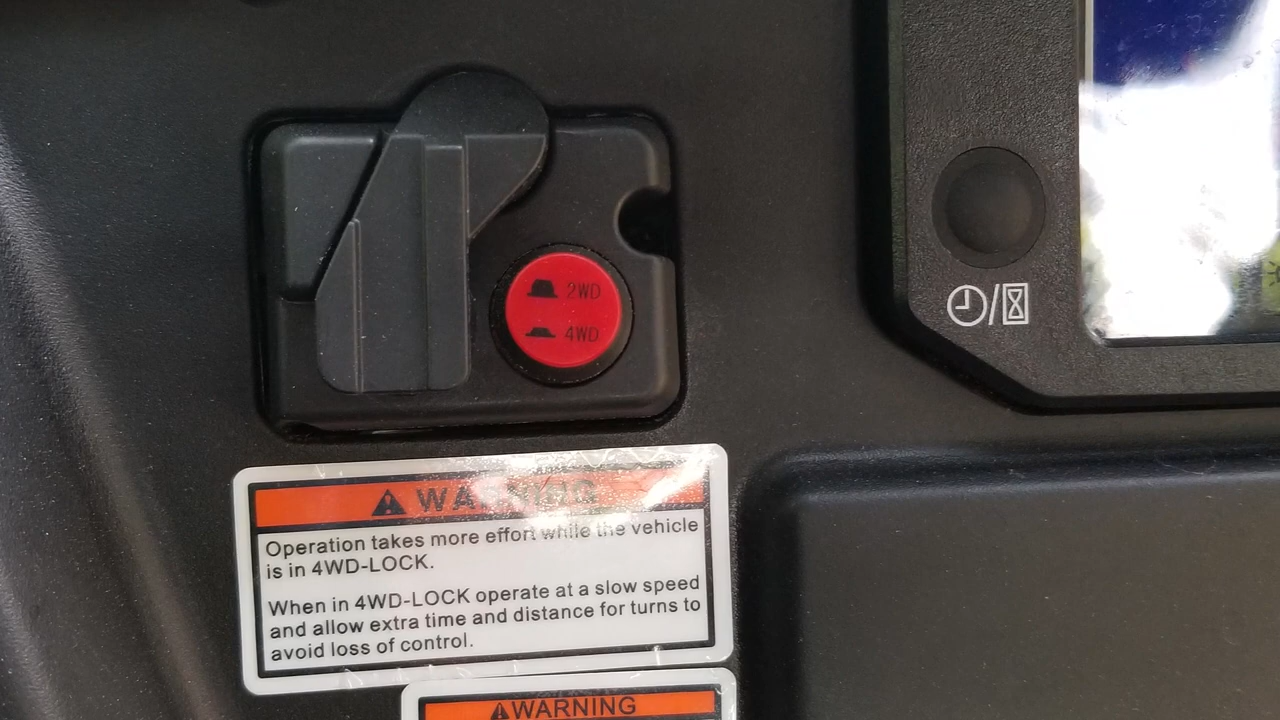 2WD
4WD
WARNING
Operation takes more effort while the vehicle
is in 4WD-LOCK.
When in 4WD-LOCK operate at a slow speed
and allow extra time and distance for turns to
avoid loss of control.
WARNING